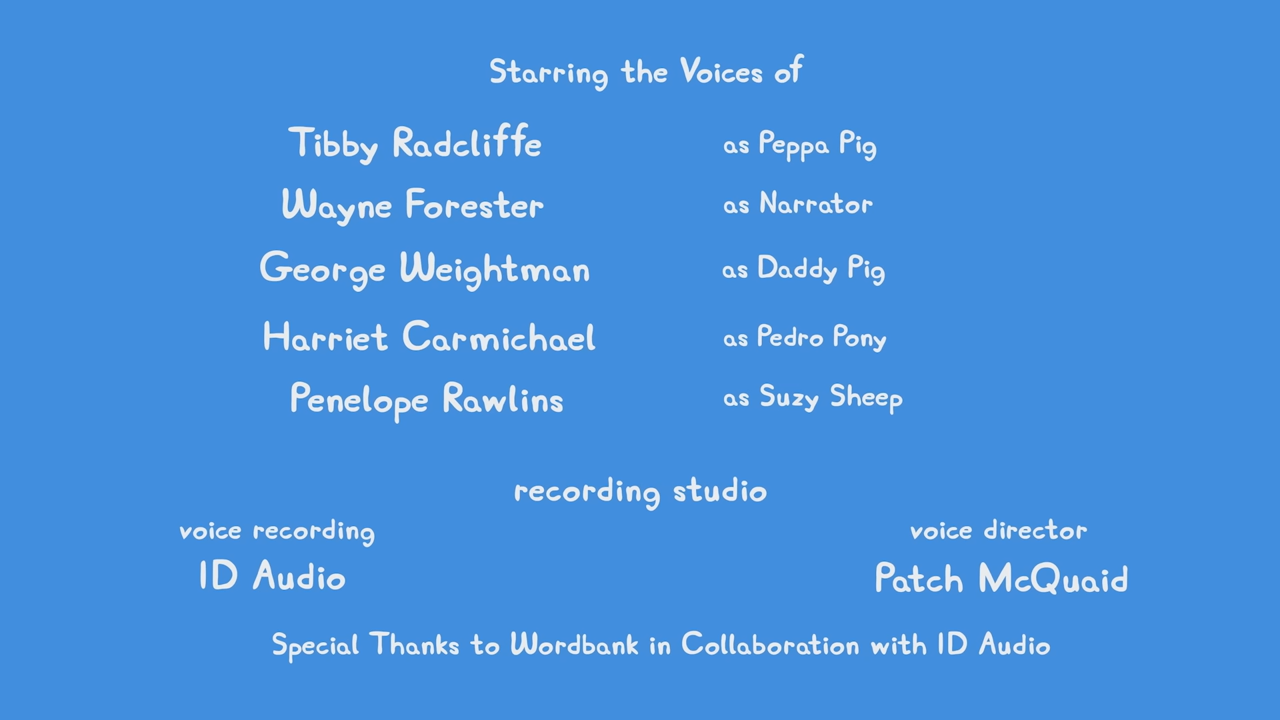 Starring the Voices of
Tibby Radcliffe as Peppa Pig
Wayne Forester as Narrator
George Weightman as Daddy Pig
Harriet Carmichael as Pedro Pony
Penelope Rawlins as Suzy Sheep
recording studio
voice recording voice director
ID Audio Patch McQuaid
Special Thanks to Wordbank in Collaboration with ID Audio